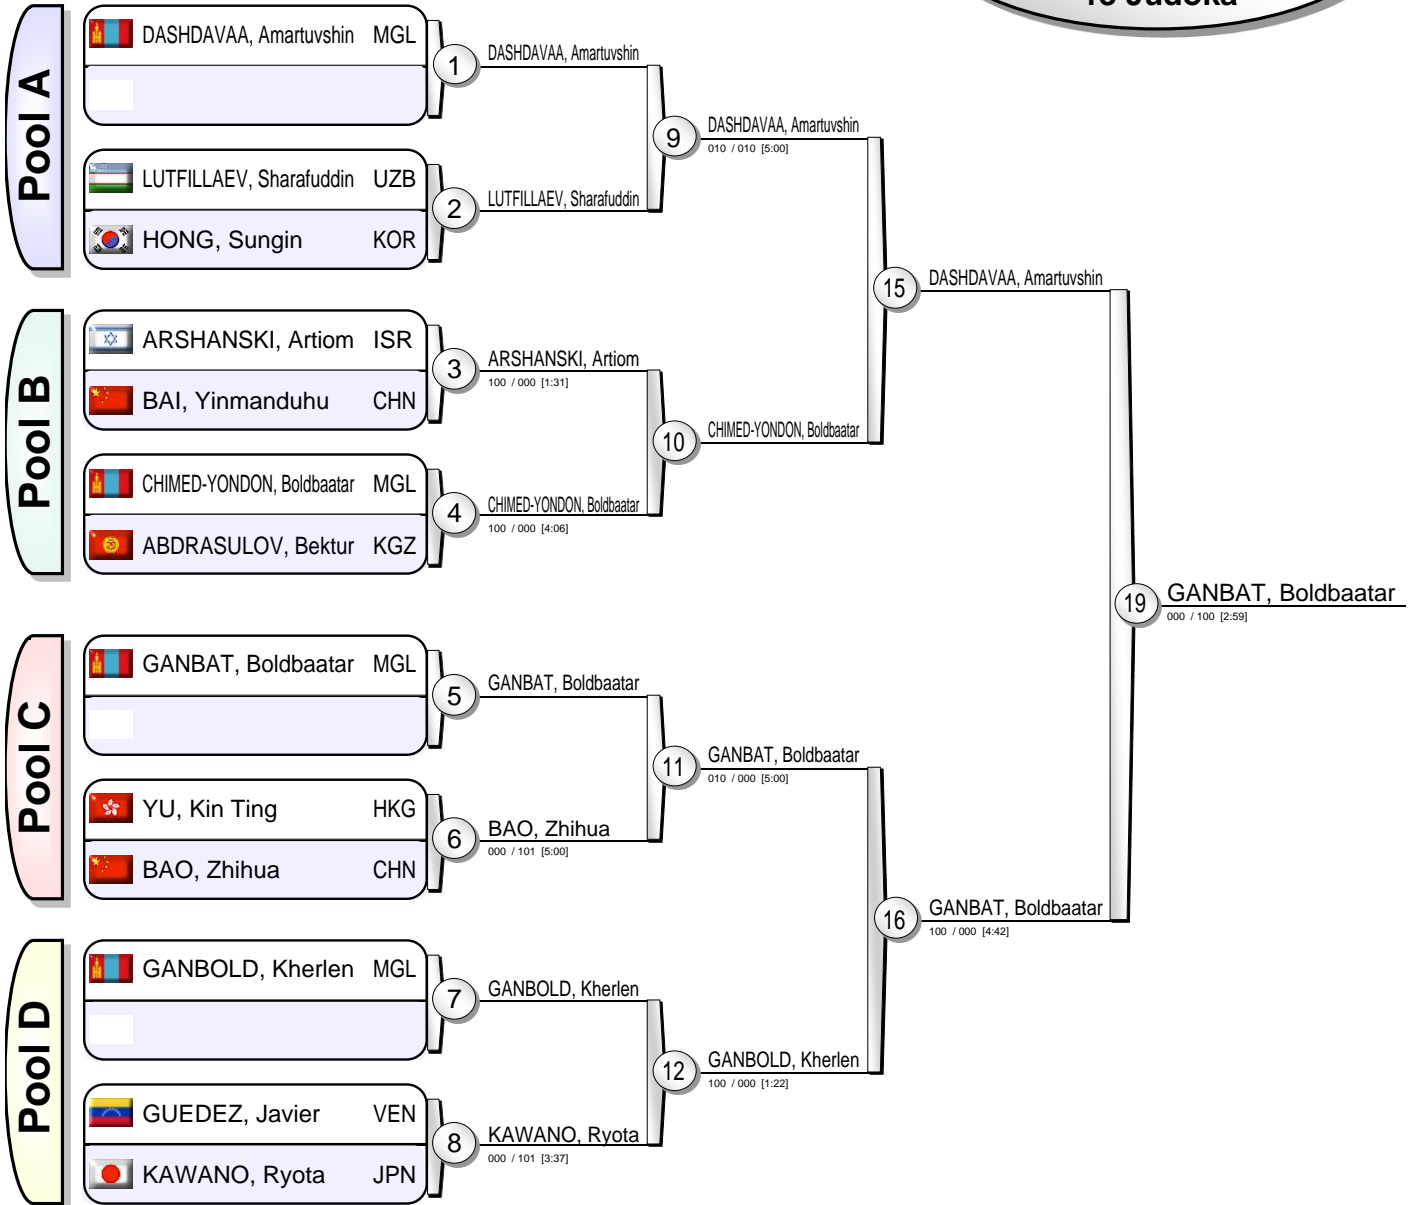 Pool A
DASHDAVAA, Amartuvshin MGL
LUTFILLAEV, Sharafuddin UZB
HONG, Sungin KOR
Pool B
ARSHANSKI, Artiom ISR
BAI, Yinmanduhu CHN
CHIMED-YONDON, Boldbaatar MGL
ABDRASULOV, Bektur KGZ
Pool C
GANBAT, Boldbaatar MGL
YU, Kin Ting HKG
BAO, Zhihua CHN
Pool D
GANBOLD, Kherlen MGL
GUEDEZ, Javier VEN
KAWANO, Ryota JPN
1
DASHDAVAA, Amartuvshin
2
LUTFILLAEV, Sharafuddin
3
ARSHANSKI, Artiom
100 / 000 [1:31]
4
CHIMED-YONDON, Boldbaatar
100 / 000 [4:06]
5
GANBAT, Boldbaatar
6
BAO, Zhihua
000 / 101 [5:00]
7
GANBOLD, Kherlen
8
KAWANO, Ryota
000 / 101 [3:37]
9
DASHDAVAA, Amartuvshin
010 / 010 [5:00]
10
CHIMED-YONDON, Boldbaatar
11
GANBAT, Boldbaatar
010 / 000 [5:00]
12
GANBOLD, Kherlen
100 / 000 [1:22]
15
DASHDAVAA, Amartuvshin
16
GANBAT, Boldbaatar
100 / 000 [4:42]
19
GANBAT, Boldbaatar
000 / 100 [2:59]